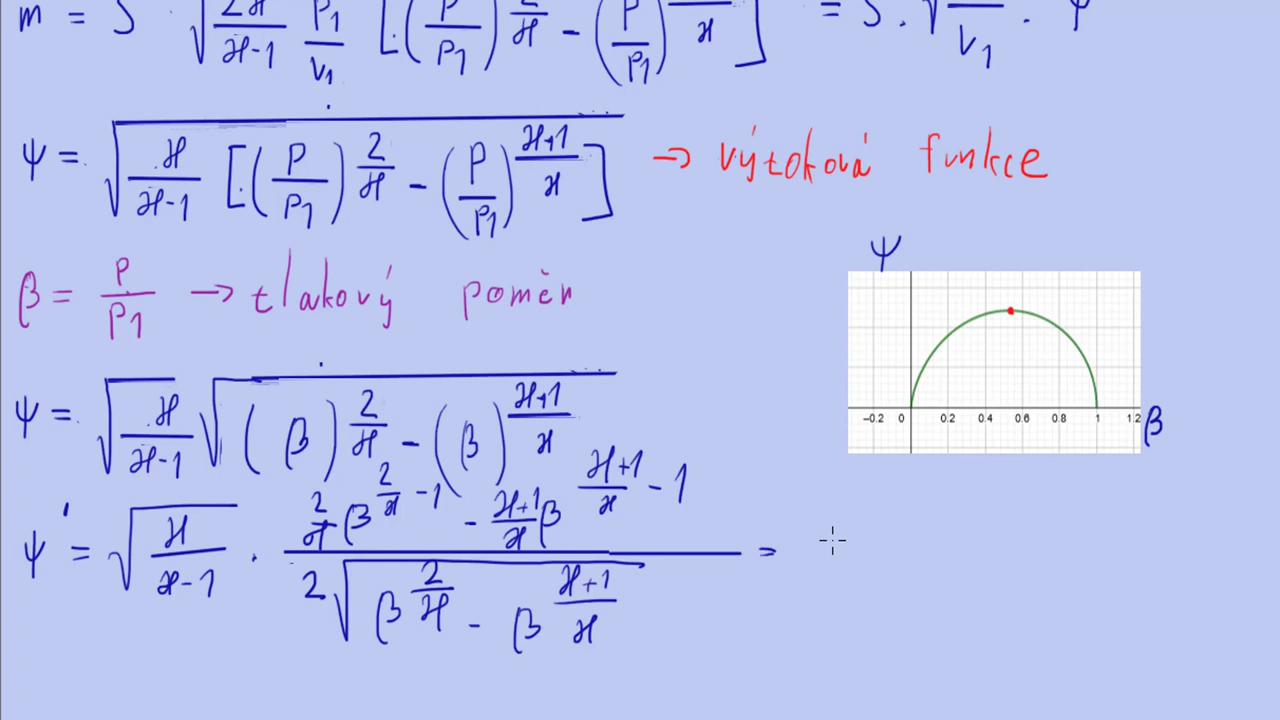 m = S √(2ϰ/(ϰ-1) p₁/v₁ [(p/p₁)^(2/ϰ) - (p/p₁)^(/ϰ)] = S · √(/v₁) · ψ
ψ = √(ϰ/(ϰ-1) [(p/p₁)^(2/ϰ) - (p/p₁)^((ϰ+1)/ϰ)]) → výtoková funkce
ψ
β = p/p₁ → tlakový poměr
-0.2 0 0.2 0.4 0.6 0.8 1 1.2 β
ψ = √(ϰ/(ϰ-1)) √((β)^(2/ϰ) - (β)^((ϰ+1)/ϰ))
ψ' = √(ϰ/(ϰ-1)) · (2/ϰ β^(2/ϰ - 1) - (ϰ+1)/ϰ β^((ϰ+1)/ϰ - 1)) / (2√(β^(2/ϰ) - β^((ϰ+1)/ϰ))) =